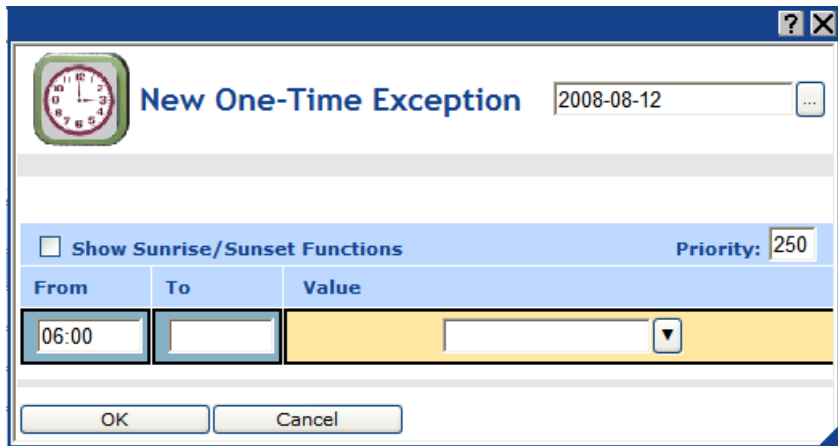 ?
New One-Time Exception 2008-08-12 ...
Show Sunrise/Sunset Functions Priority: 250
From To Value
06:00
OK Cancel